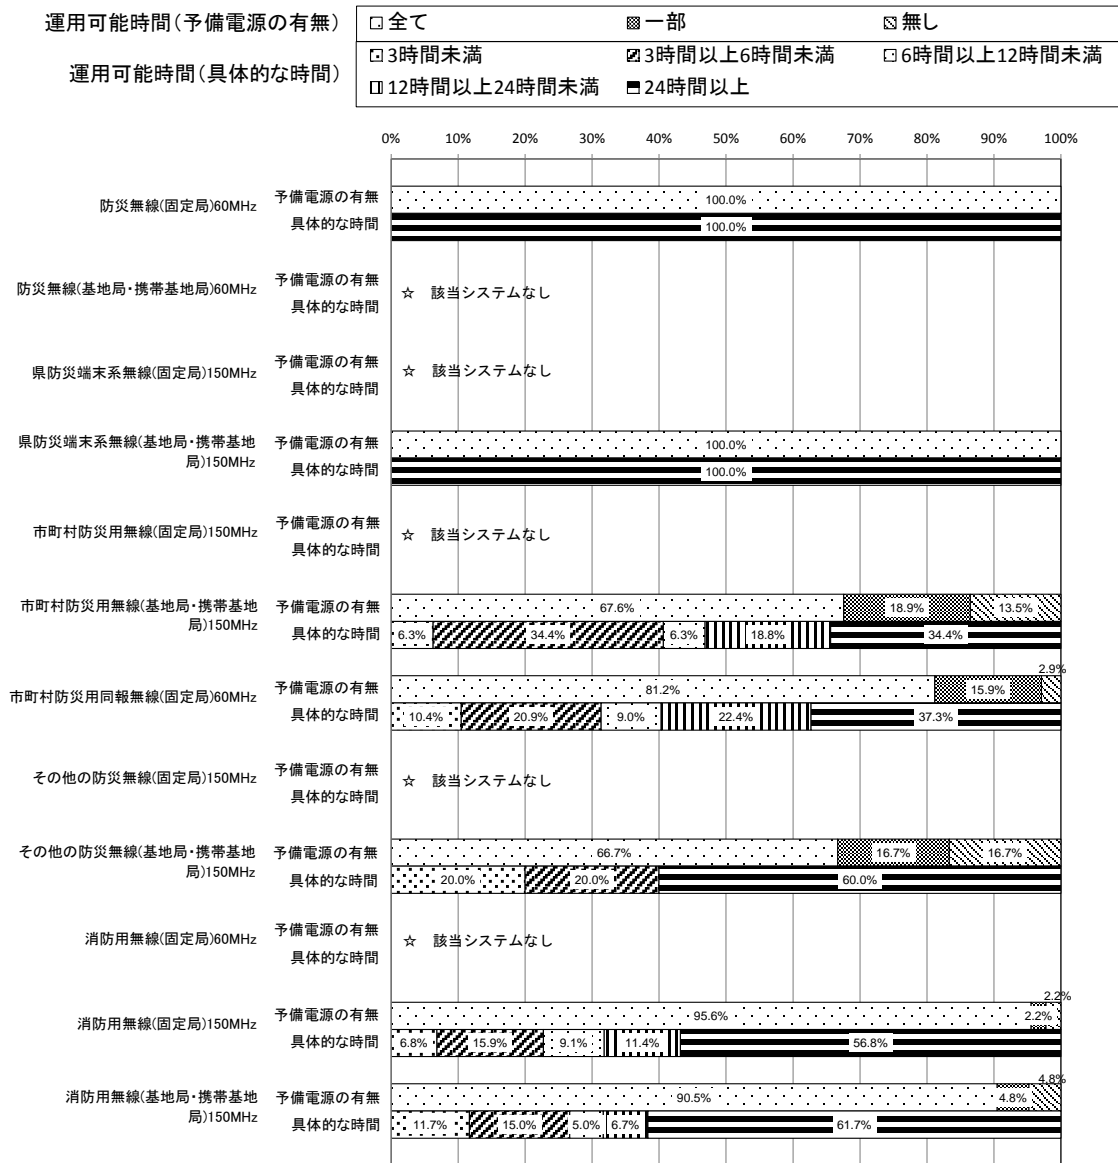 運用可能時間(予備電源の有無) 全て 一部 無し
運用可能時間(具体的な時間) 3時間未満 3時間以上6時間未満 6時間以上12時間未満
12時間以上24時間未満 24時間以上
0% 10% 20% 30% 40% 50% 60% 70% 80% 90% 100%
防災無線(固定局)60MHz
予備電源の有無 100.0%
具体的な時間 100.0%
防災無線(基地局・携帯基地局)60MHz
予備電源の有無
具体的な時間
☆ 該当システムなし
県防災端末系無線(固定局)150MHz
予備電源の有無
具体的な時間
☆ 該当システムなし
県防災端末系無線(基地局・携帯基地
局)150MHz
予備電源の有無 100.0%
具体的な時間 100.0%
市町村防災用無線(固定局)150MHz
予備電源の有無
具体的な時間
☆ 該当システムなし
市町村防災用無線(基地局・携帯基地
局)150MHz
予備電源の有無 67.6% 18.9% 13.5%
具体的な時間 6.3% 34.4% 6.3% 18.8% 34.4%
市町村防災用同報無線(固定局)60MHz
予備電源の有無 81.2% 15.9% 2.9%
具体的な時間 10.4% 20.9% 9.0% 22.4% 37.3%
その他の防災無線(固定局)150MHz
予備電源の有無
具体的な時間
☆ 該当システムなし
その他の防災無線(基地局・携帯基地
局)150MHz
予備電源の有無 66.7% 16.7% 16.7%
具体的な時間 20.0% 20.0% 60.0%
消防用無線(固定局)60MHz
予備電源の有無
具体的な時間
☆ 該当システムなし
消防用無線(固定局)150MHz
予備電源の有無 95.6% 2.2% 2.2%
具体的な時間 6.8% 15.9% 9.1% 11.4% 56.8%
消防用無線(基地局・携帯基地
局)150MHz
予備電源の有無 90.5% 4.8% 4.8%
具体的な時間 11.7% 15.0% 5.0% 6.7% 61.7%